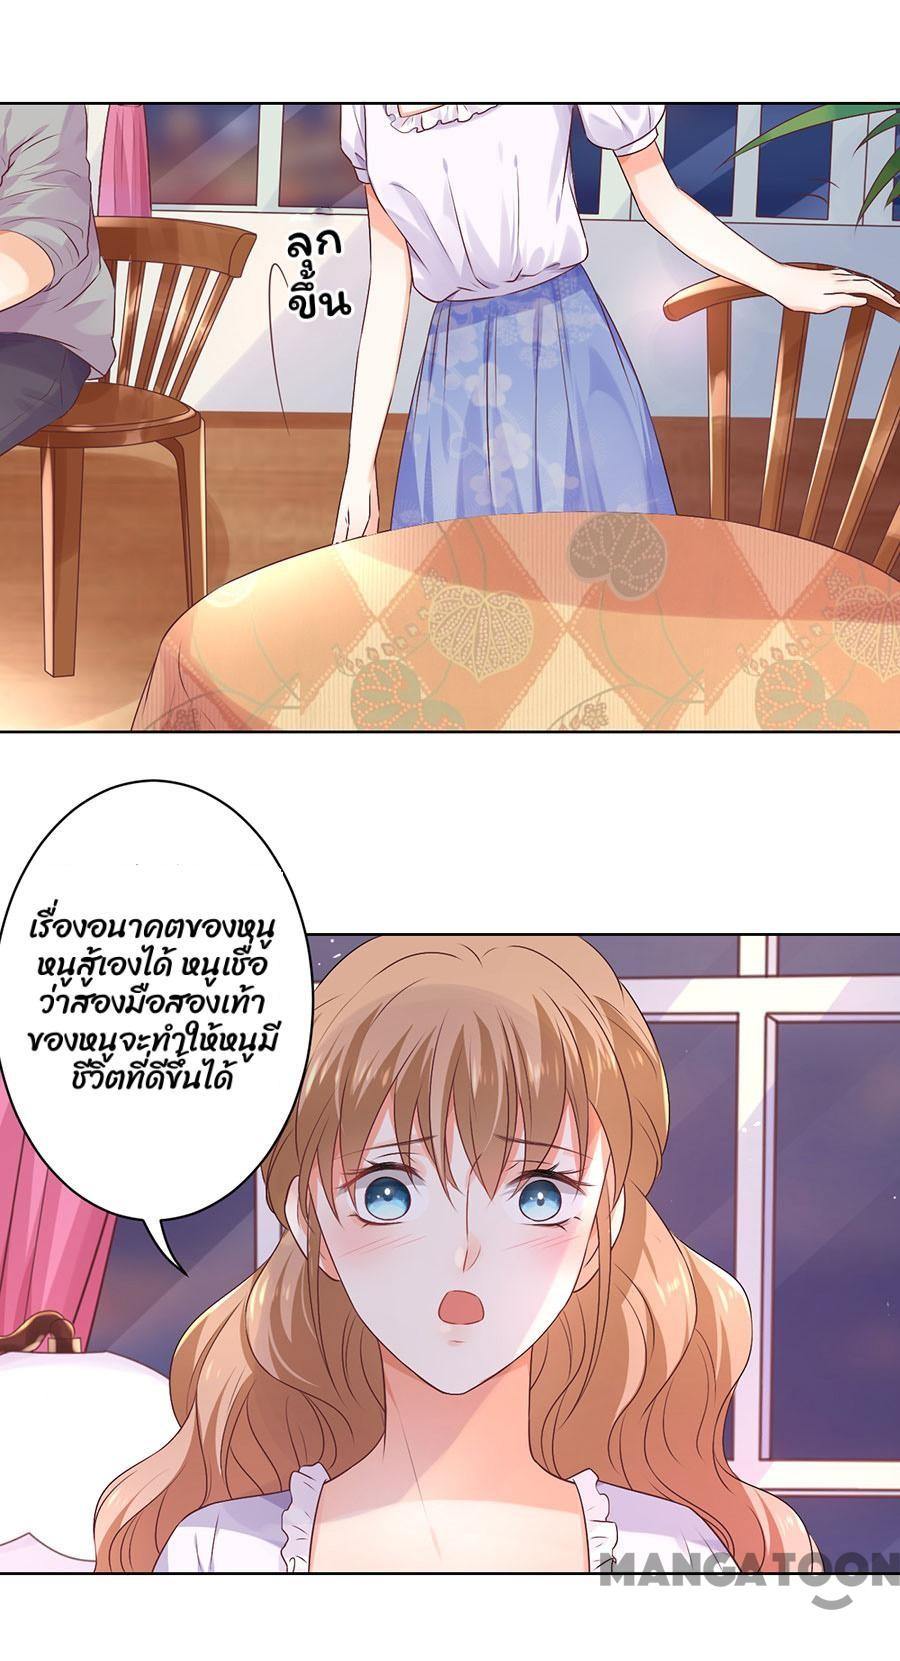 ลุก
ขึ้น
เรื่องอนาคตของหนู
หนูสู้เองได้ หนูเชื่อ
ว่าสองมือสองเท้า
ของหนูจะทำให้หนูมี
ชีวิตที่ดีขึ้นได้
MANGATOON